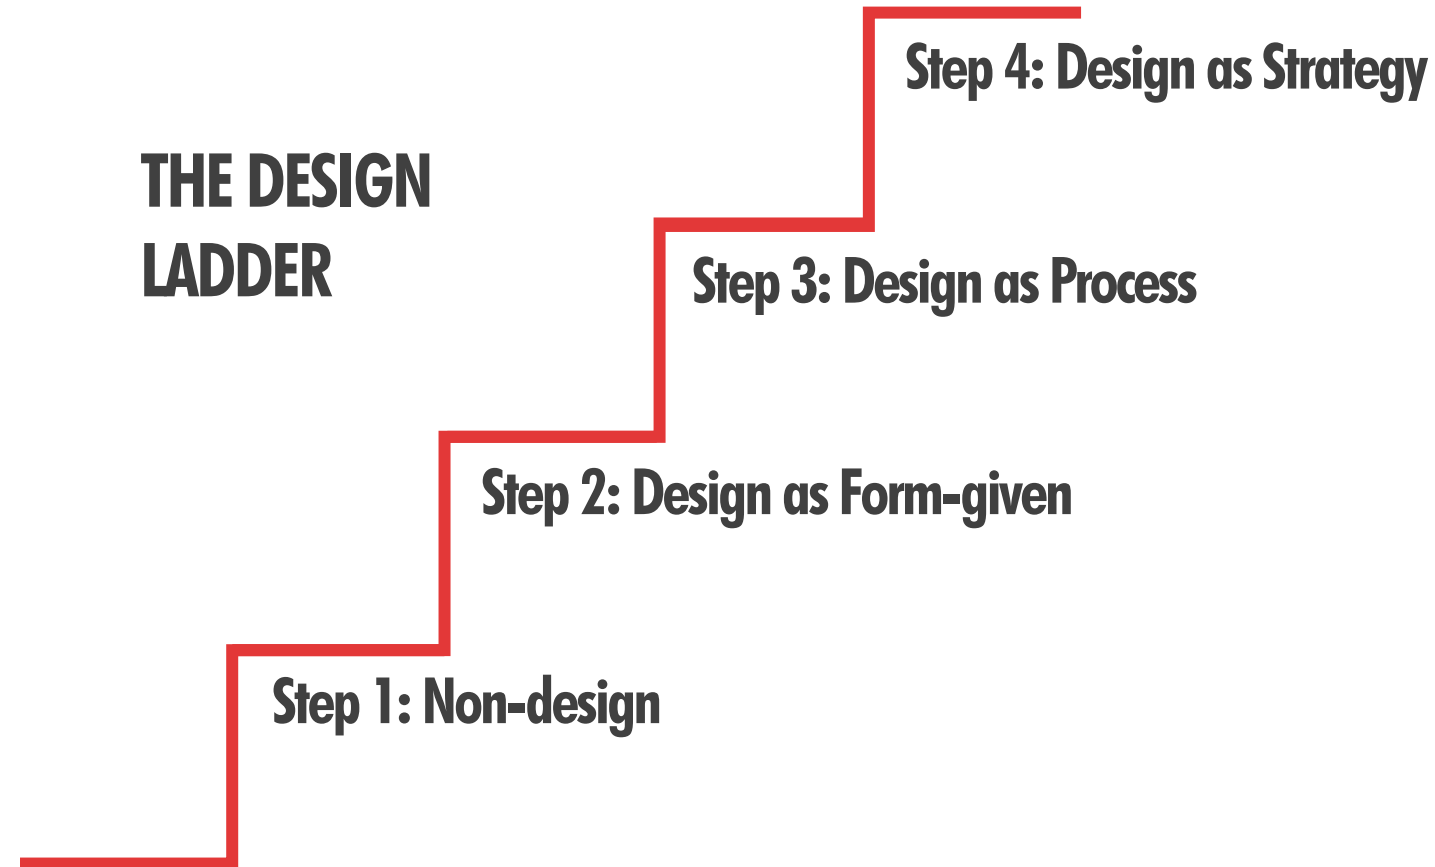 THE DESIGN
LADDER
Step 4: Design as Strategy
Step 3: Design as Process
Step 2: Design as Form-given
Step 1: Non-design